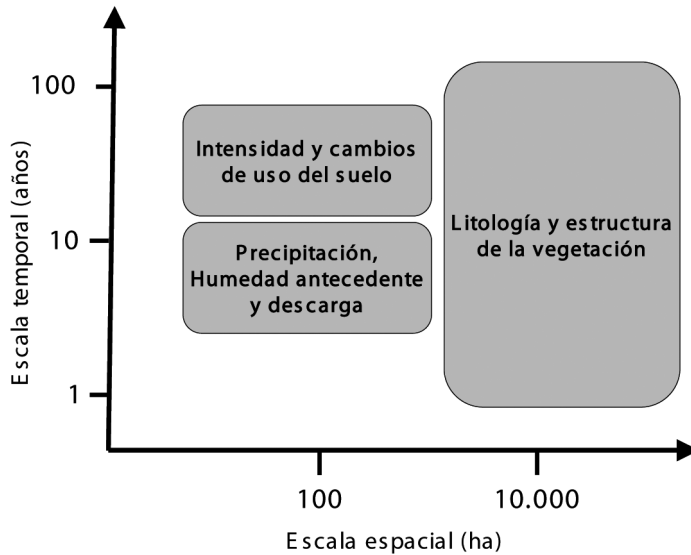 100
10
1
Escala temporal (años)
Intensidad y cambios
de uso del suelo
Precipitación,
Humedad antecedente
y descarga
Litología y estructura
de la vegetación
100
10.000
Escala espacial (ha)